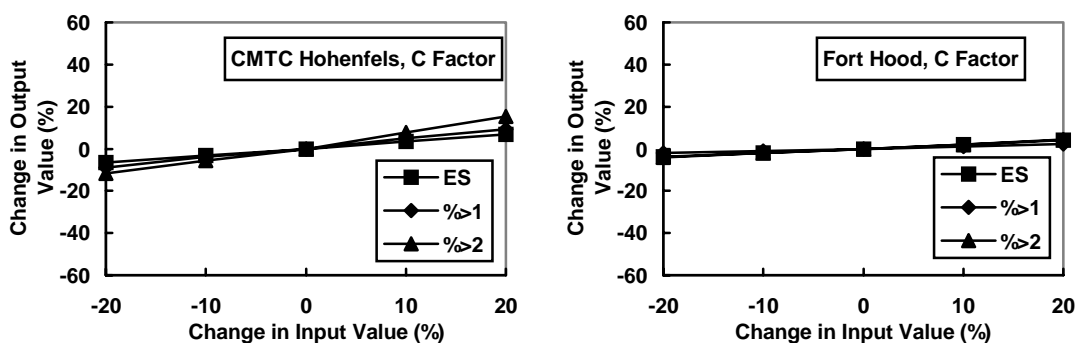 CMTC Hohenfels, C Factor
Change in Output
Value (%)
60
40
20
0
-20
-40
-60
ES
%>1
%>2
-20 -10 0 10 20
Change in Input Value (%)
Fort Hood, C Factor
Change in Output
Value (%)
60
40
20
0
-20
-40
-60
ES
%>1
%>2
-20 -10 0 10 20
Change in Input Value (%)